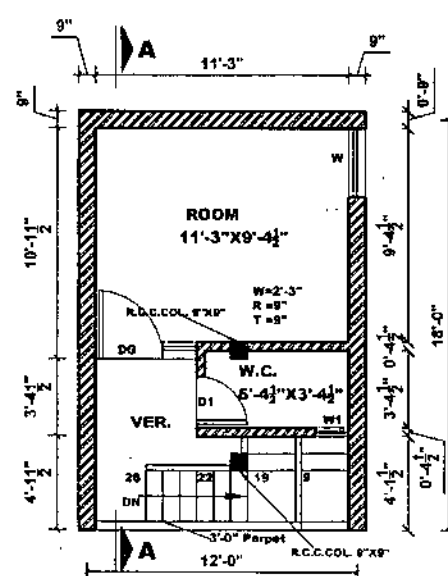 9"
A
11'-3"
9"
9"
0'-9"
W
ROOM
11'-3"X9'-4½"
10'-11½"
9'-4½"
18'-0"
W=2'-3"
R =9"
T =9"
R.C.C.COL. 9"X9"
0'-4½"
DG
W.C.
5'-4½"X3'-4½"
3'-4½"
3'-4½"
D1
VER.
W1
0'-4½"
4'-11½"
4'-1½"
26
22
19
9
DN
3'-0" Parpet
R.C.C.COL. 9"X9"
A
12'-0"